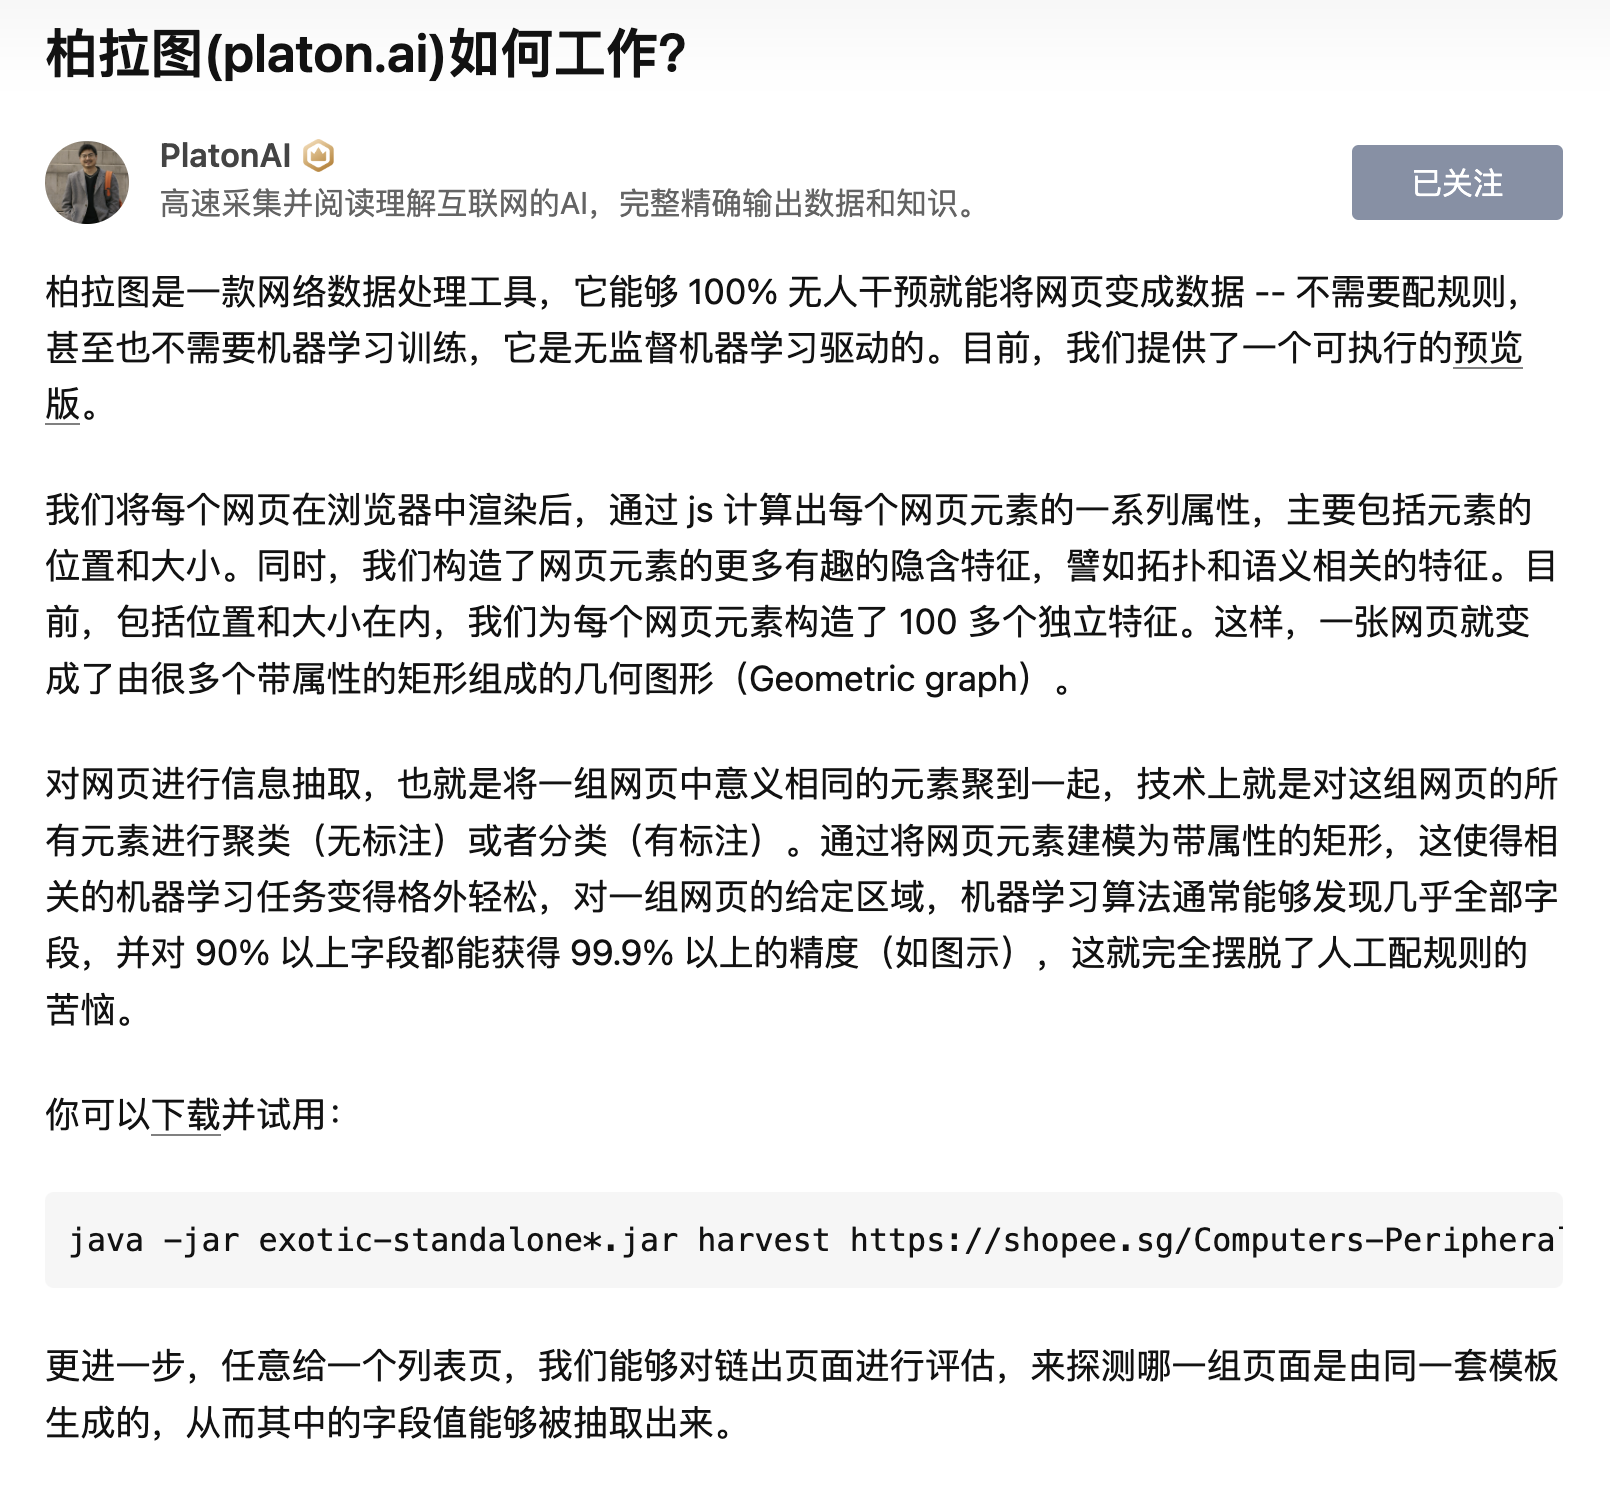 柏拉图(platon.ai)如何工作?
PlatonAI
高速采集并阅读理解互联网的AI，完整精确输出数据和知识。
已关注
柏拉图是一款网络数据处理工具，它能够 100% 无人干预就能将网页变成数据 -- 不需要配规则，
甚至也不需要机器学习训练，它是无监督机器学习驱动的。目前，我们提供了一个可执行的预览
版。
我们将每个网页在浏览器中渲染后，通过 js 计算出每个网页元素的一系列属性，主要包括元素的
位置和大小。同时，我们构造了网页元素的更多有趣的隐含特征，譬如拓扑和语义相关的特征。目
前，包括位置和大小在内，我们为每个网页元素构造了 100 多个独立特征。这样，一张网页就变
成了由很多个带属性的矩形组成的几何图形（Geometric graph）。
对网页进行信息抽取，也就是将一组网页中意义相同的元素聚到一起，技术上就是对这组网页的所
有元素进行聚类（无标注）或者分类（有标注）。通过将网页元素建模为带属性的矩形，这使得相
关的机器学习任务变得格外轻松，对一组网页的给定区域，机器学习算法通常能够发现几乎全部字
段，并对 90% 以上字段都能获得 99.9% 以上的精度（如图示），这就完全摆脱了人工配规则的
苦恼。
你可以下载并试用：
java -jar exotic-standalone*.jar harvest https://shopee.sg/Computers-Periphera
更进一步，任意给一个列表页，我们能够对链出页面进行评估，来探测哪一组页面是由同一套模板
生成的，从而其中的字段值能够被抽取出来。